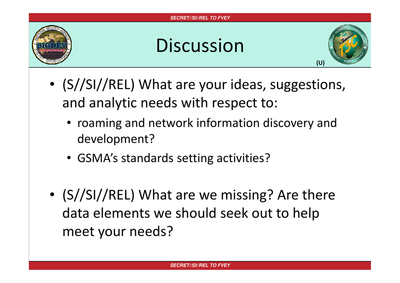 SECRET//SI//REL TO FVEY
SIGDEV
Discussion
(U)
• (S//SI//REL) What are your ideas, suggestions,
and analytic needs with respect to:
• roaming and network information discovery and
development?
• GSMA's standards setting activities?
• (S//SI//REL) What are we missing? Are there
data elements we should seek out to help
meet your needs?
SECRET//SI//REL TO FVEY